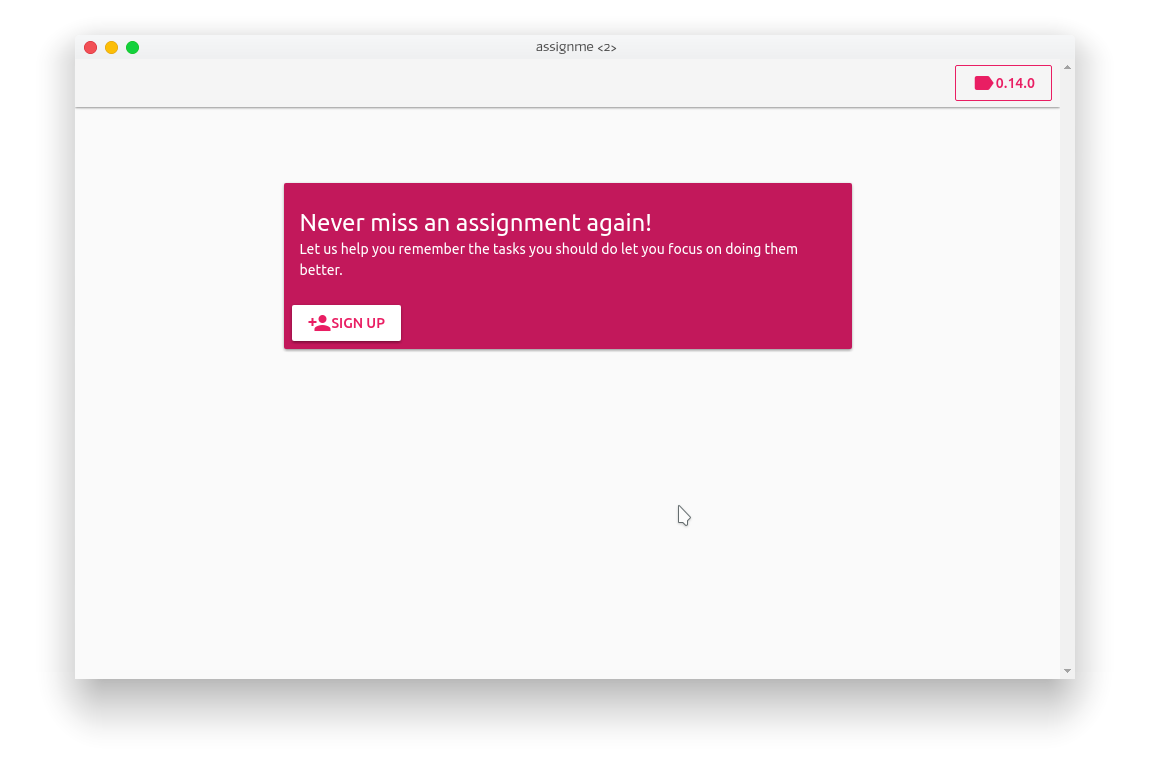 assignme <2>
0.14.0
Never miss an assignment again!
Let us help you remember the tasks you should do let you focus on doing them
better.
SIGN UP